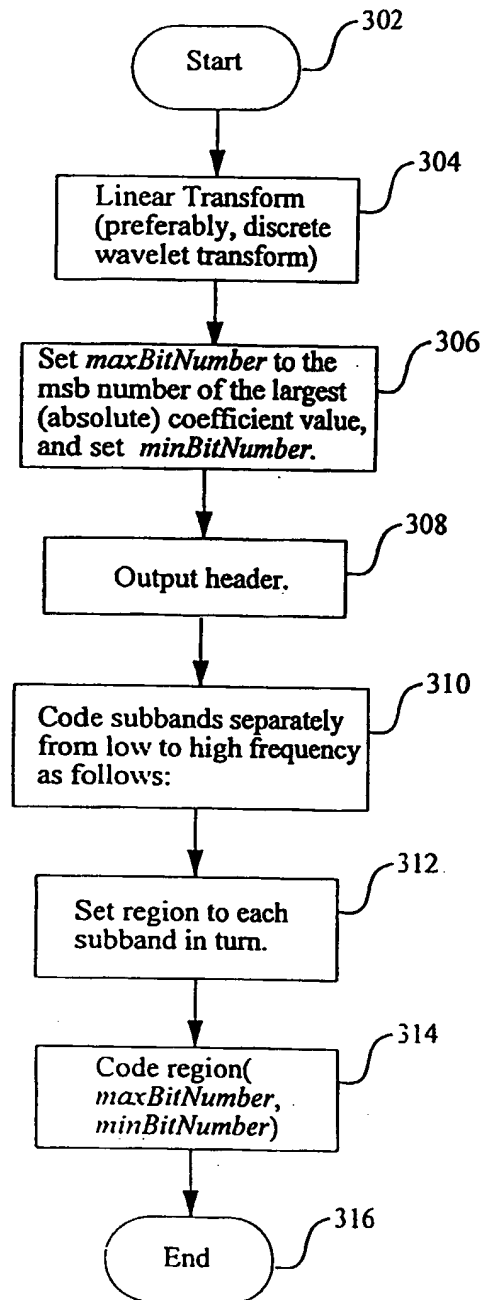 302
Start
304
Linear Transform
(preferably, discrete
wavelet transform)
306
Set maxBitNumber to the
msb number of the largest
(absolute) coefficient value,
and set minBitNumber.
308
Output header.
310
Code subbands separately
from low to high frequency
as follows:
312
Set region to each
subband in turn.
314
Code region(
maxBitNumber,
minBitNumber)
316
End